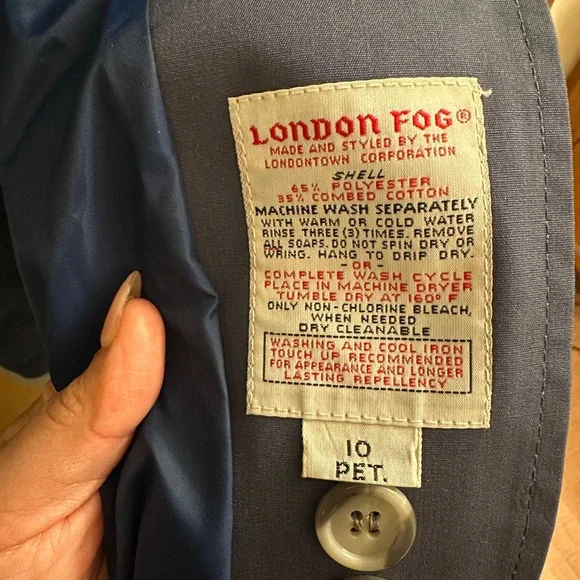 LONDON FOG®
MADE AND STYLED BY THE
LONDONTOWN CORPORATION
SHELL
65% POLYESTER
35% COMBED COTTON
MACHINE WASH SEPARATELY
WITH WARM OR COLD WATER
RINSE THREE (3) TIMES. REMOVE
ALL SOAPS. DO NOT SPIN DRY OR
WRING. HANG TO DRIP DRY.
-OR-
COMPLETE WASH CYCLE
PLACE IN MACHINE DRYER
TUMBLE DRY AT 160° F
ONLY NON-CHLORINE BLEACH,
WHEN NEEDED
DRY CLEANABLE
WASHING AND COOL IRON
TOUCH UP RECOMMENDED
FOR APPEARANCE AND LONGER
LASTING REPELLENCY
10
PET.